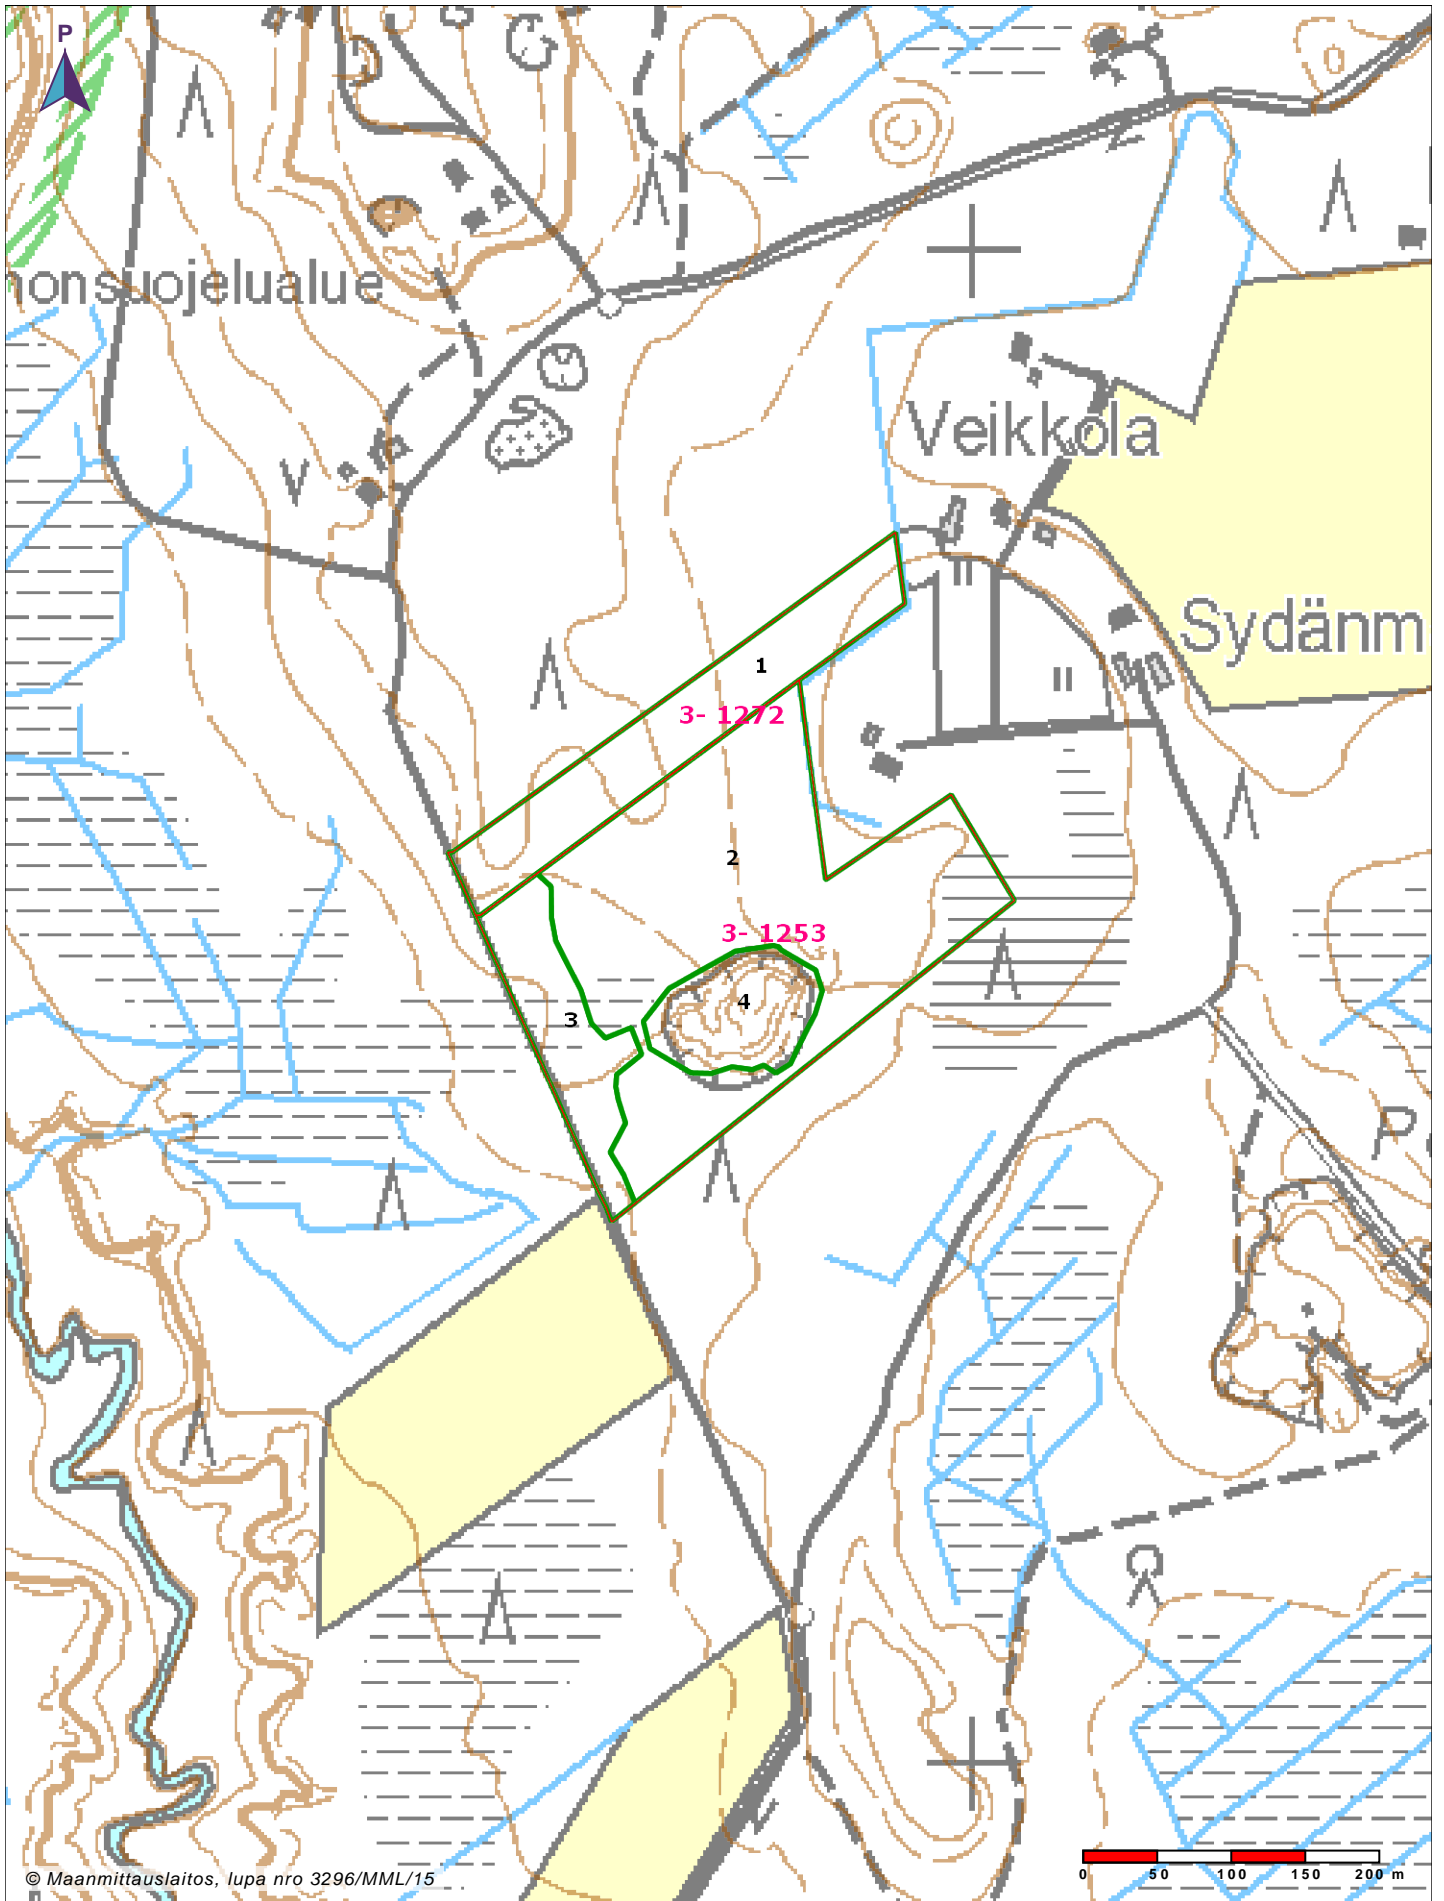 P
nonsuojelualue
V
Veikkola
Sydänm
1
3- 1272
2
3- 1253
4
3
P
0 50 100 150 200 m
© Maanmittauslaitos, lupa nro 3296/MML/15